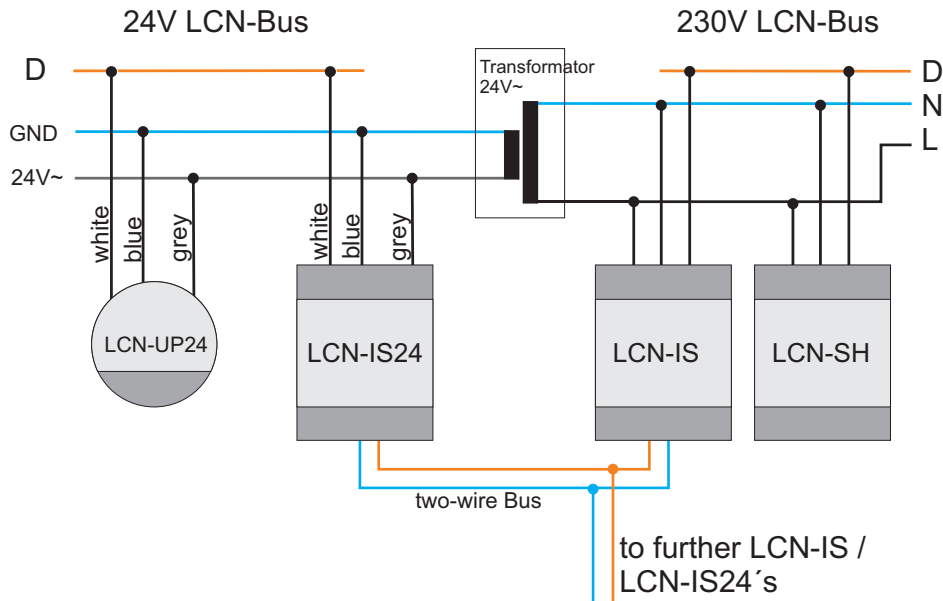 24V LCN-Bus
230V LCN-Bus
D
Transformator
24V~
D
N
GND
L
24V~
white
blue
grey
white
blue
grey
LCN-UP24
LCN-IS24
LCN-IS
LCN-SH
two-wire Bus
to further LCN-IS /
LCN-IS24´s